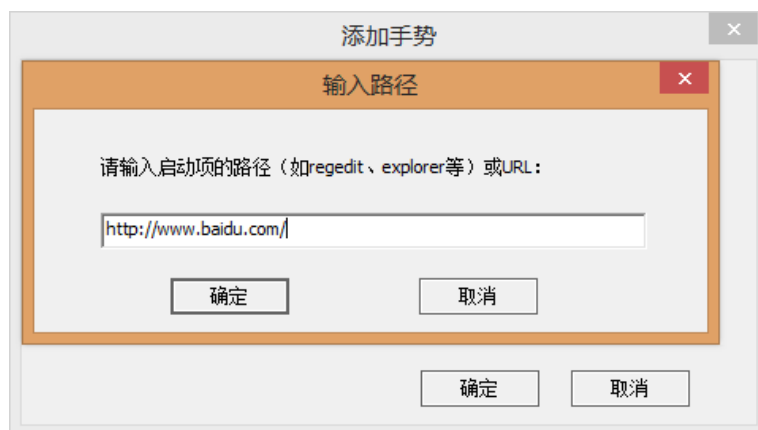 添加手势
输入路径
请输入启动项的路径（如regedit、explorer等）或URL：
http://www.baidu.com/
确定 取消
确定 取消